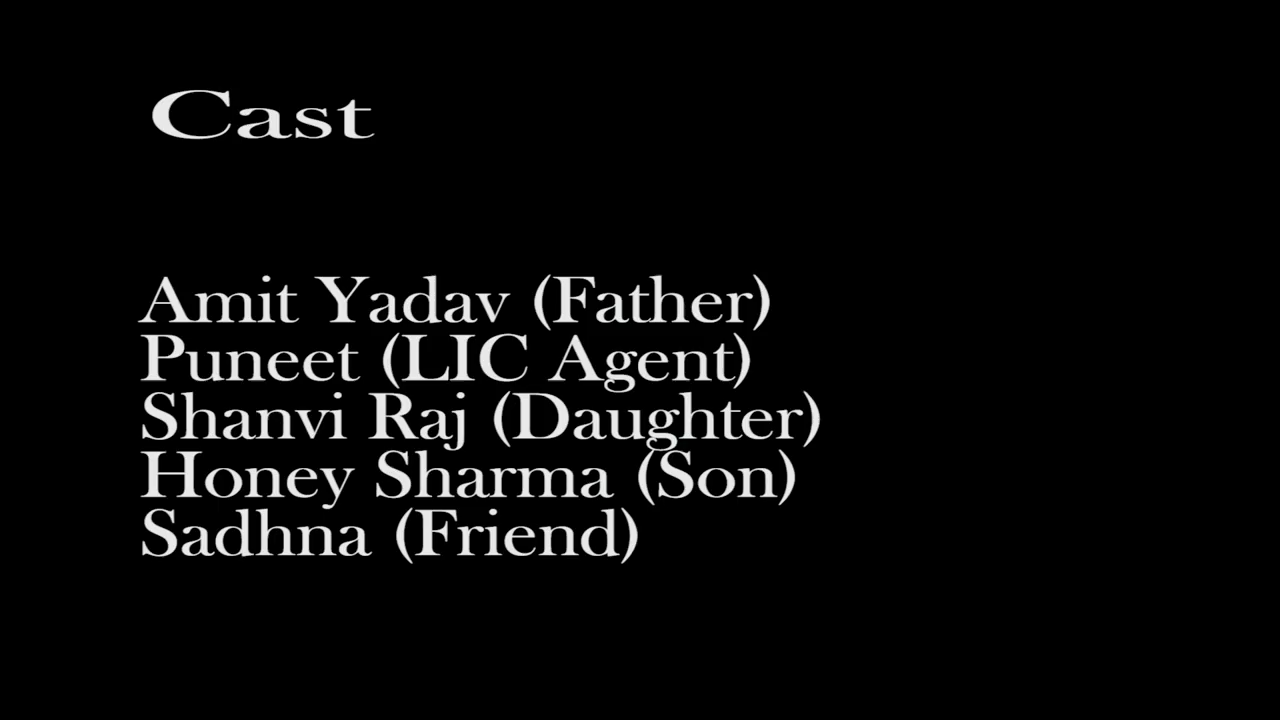 Cast
Amit Yadav (Father)
Puneet (LIC Agent)
Shanvi Raj (Daughter)
Honey Sharma (Son)
Sadhna (Friend)